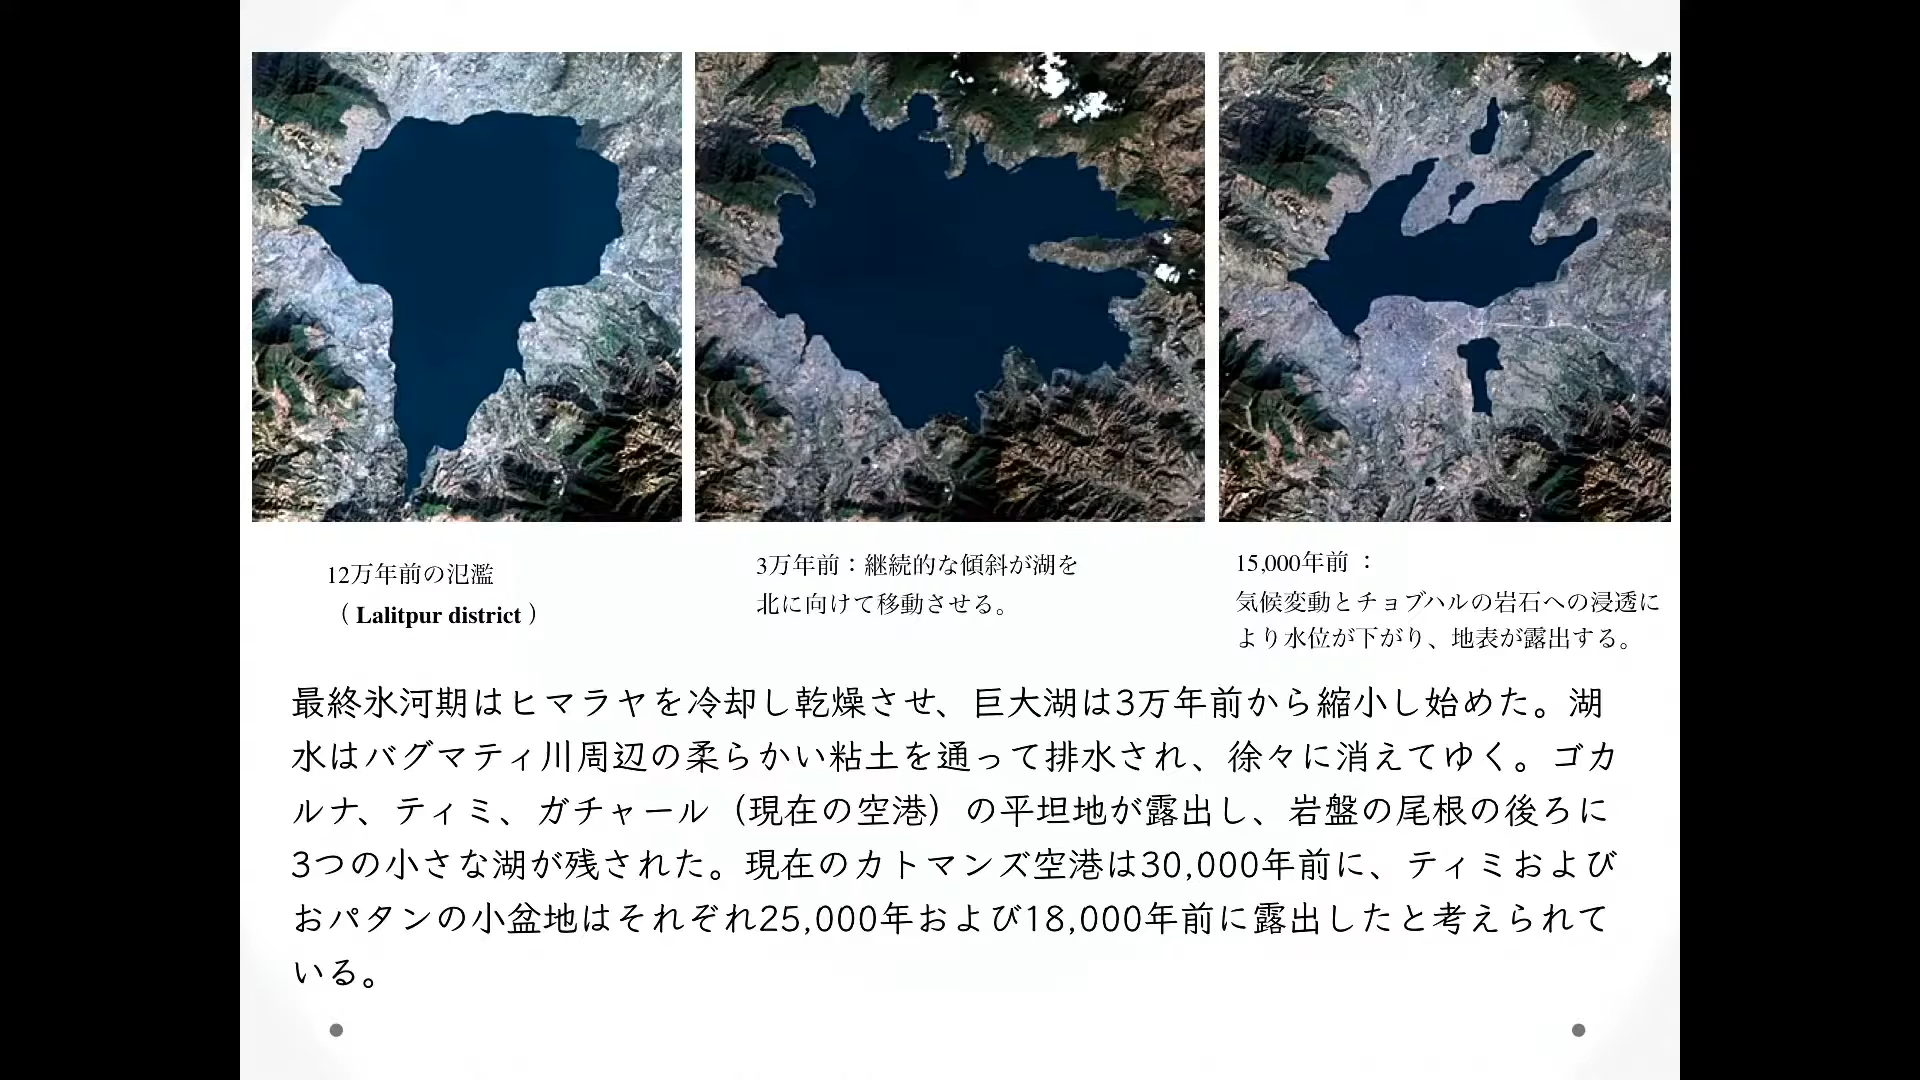 12万年前の氾濫
（ Lalitpur district ）
3万年前：継続的な傾斜が湖を
北に向けて移動させる。
15,000年前 ：
気候変動とチョブハルの岩石への浸透に
より水位が下がり、地表が露出する。
最終氷河期はヒマラヤを冷却し乾燥させ、巨大湖は3万年前から縮小し始めた。湖
水はバグマティ川周辺の柔らかい粘土を通って排水され、徐々に消えてゆく。ゴカ
ルナ、ティミ、ガチャール（現在の空港）の平坦地が露出し、岩盤の尾根の後ろに
3つの小さな湖が残された。現在のカトマンズ空港は30,000年前に、ティミおよび
おパタンの小盆地はそれぞれ25,000年および18,000年前に露出したと考えられて
いる。